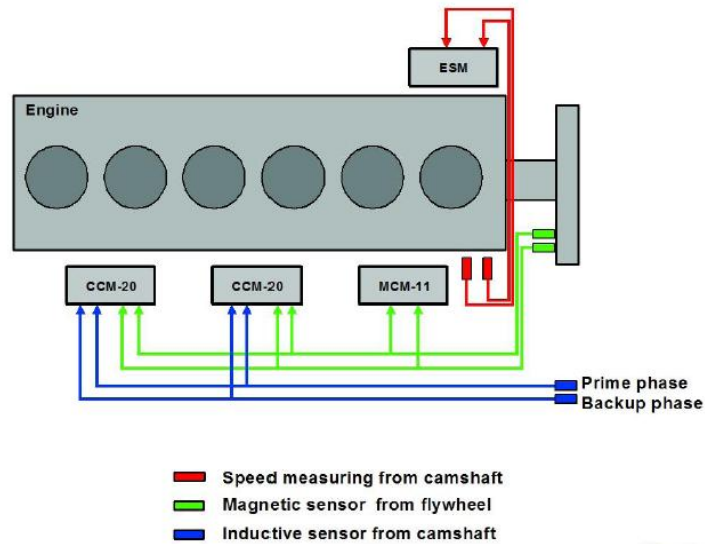 ESM
Engine
CCM-20
CCM-20
MCM-11
Prime phase
Backup phase
Speed measuring from camshaft
Magnetic sensor from flywheel
Inductive sensor from camshaft